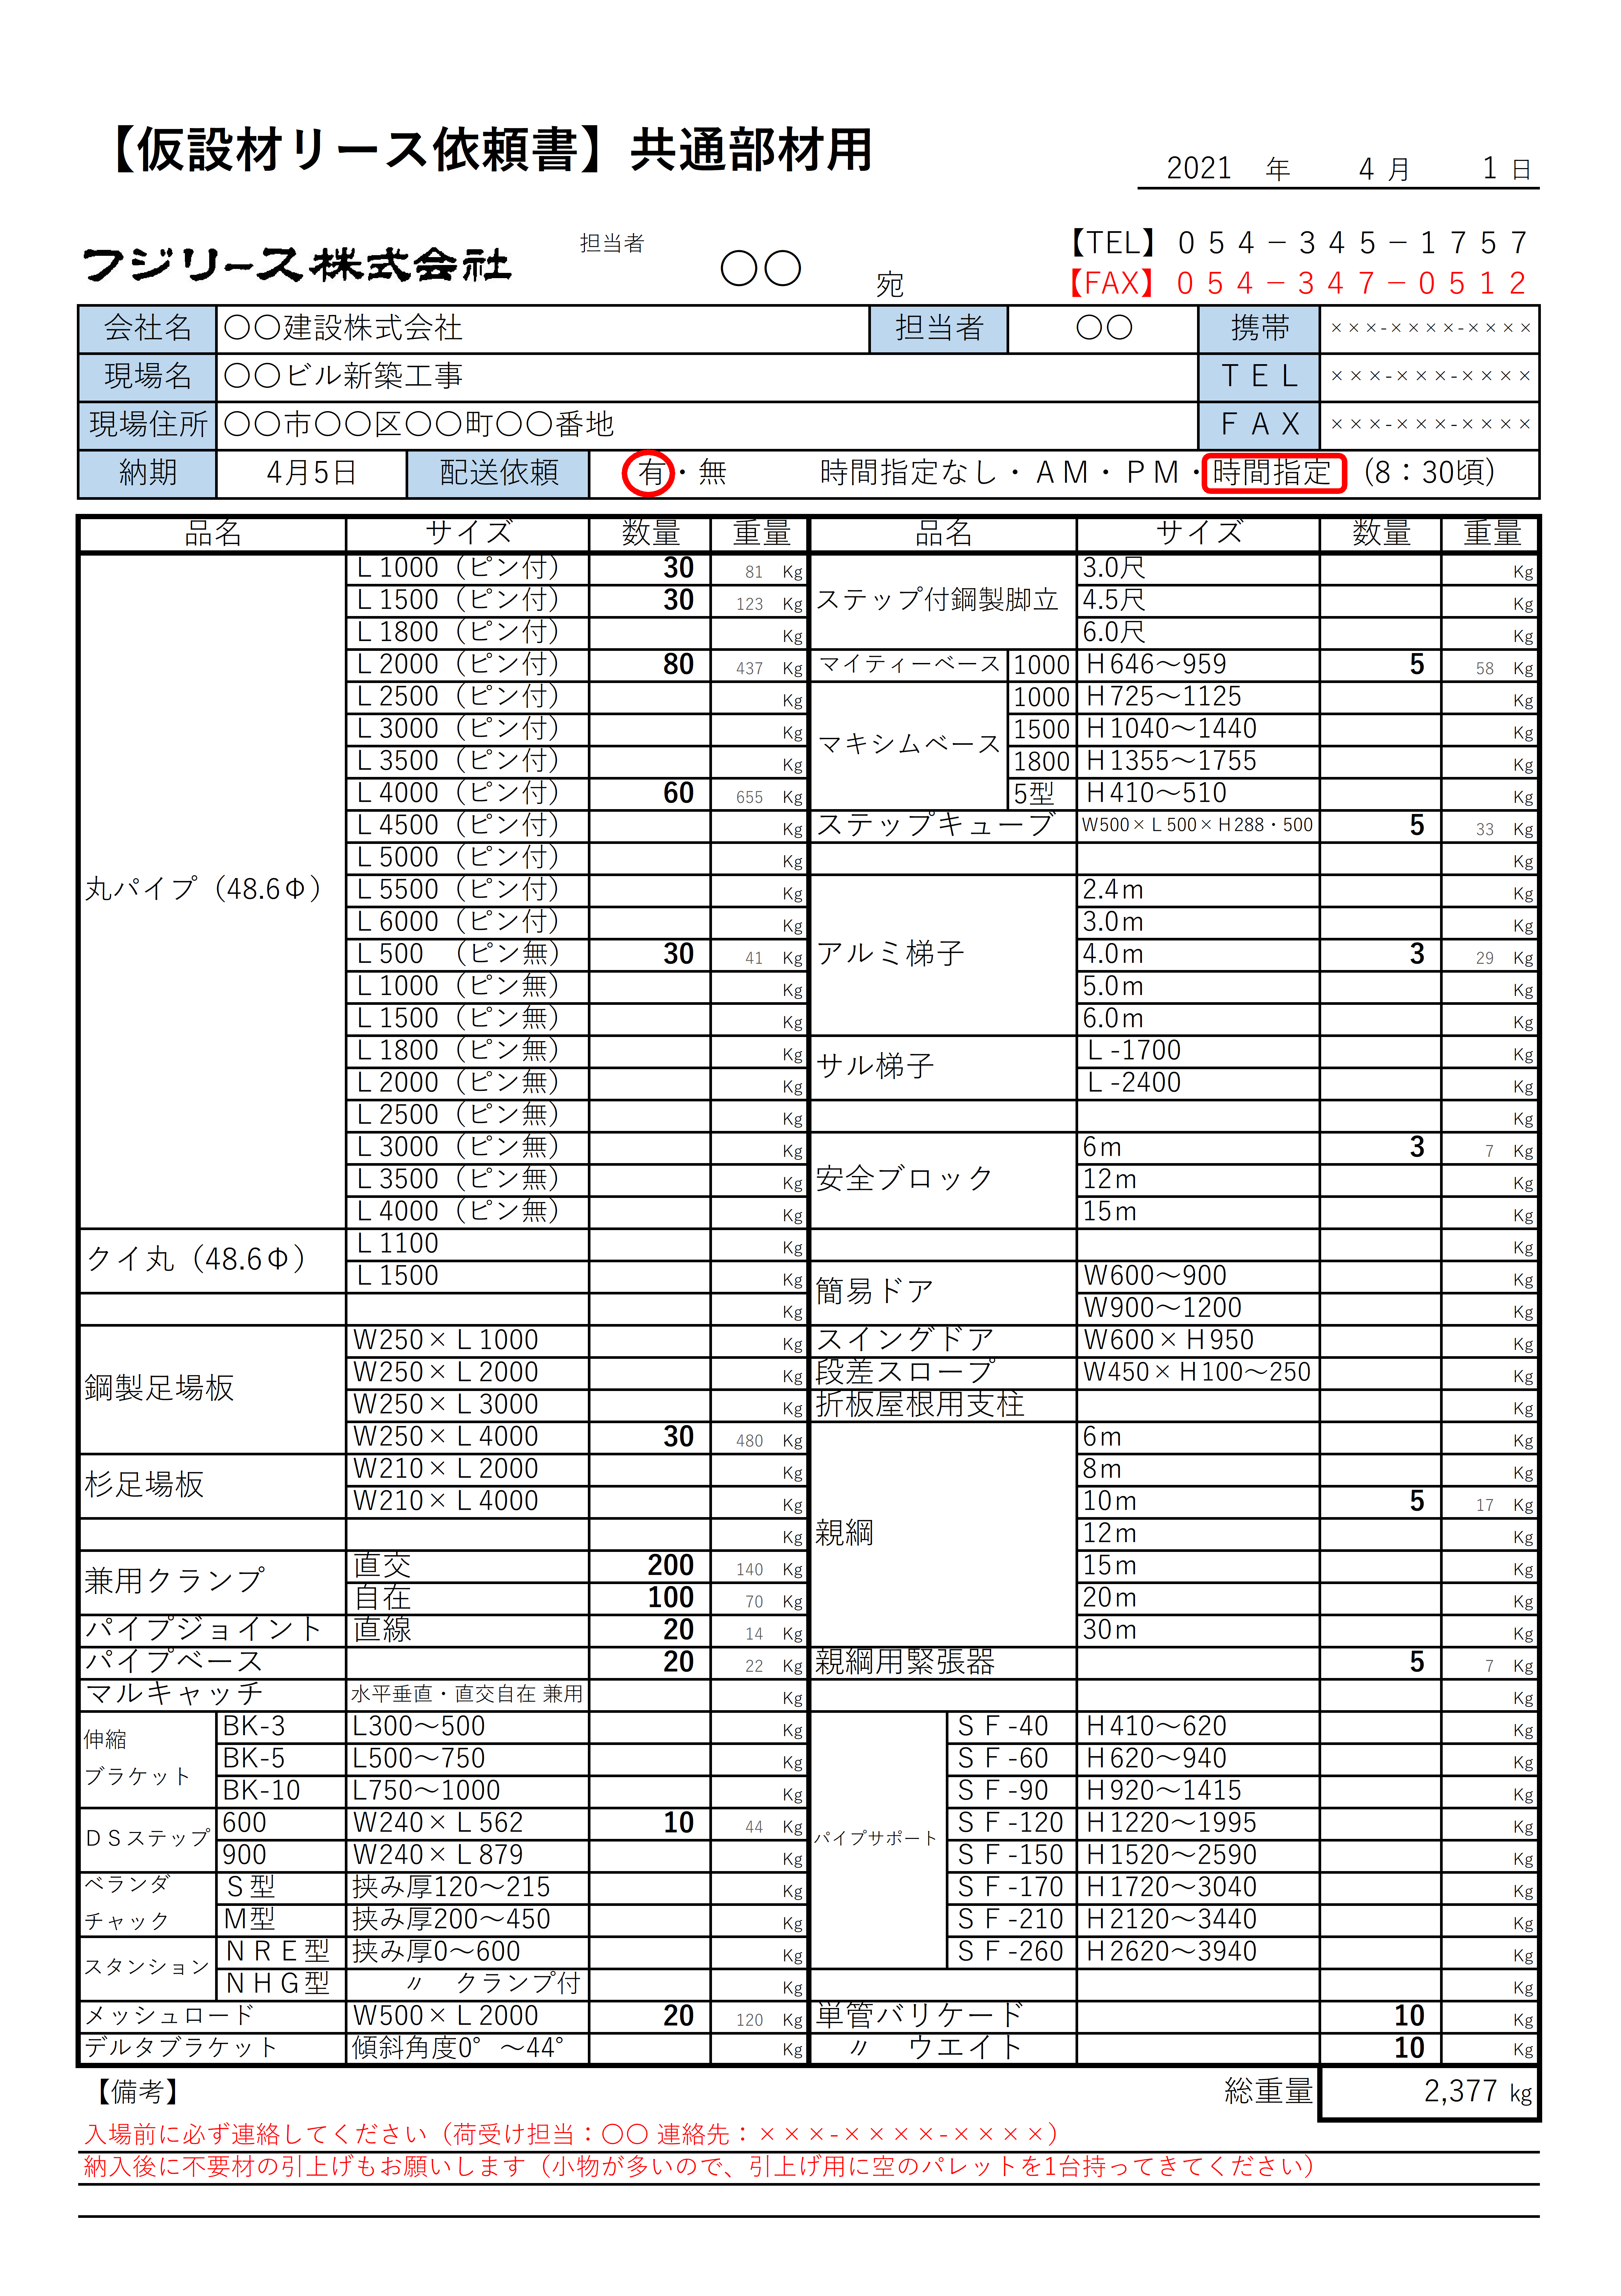 【仮設材リース依頼書】共通部材用
2021 年 4 月 1 日
フジリース株式会社 担当者 〇〇 宛
【TEL】054－345－1757
【FAX】054－347－0512
会社名 〇〇建設株式会社 担当者 〇〇 携帯 ×××-××××-××××
現場名 〇〇ビル新築工事 ＴＥＬ ×××-×××-××××
現場住所 〇〇市〇〇区〇〇町〇〇番地 ＦＡＸ ×××-×××-××××
納期 4月5日 配送依頼 有・無 時間指定なし・ＡＭ・ＰＭ・時間指定（8：30頃）
品名 サイズ 数量 重量 品名 サイズ 数量 重量
丸パイプ（48.6Φ）
Ｌ1000（ピン付） 30 81 Kg
Ｌ1500（ピン付） 30 123 Kg
Ｌ1800（ピン付） Kg
Ｌ2000（ピン付） 80 437 Kg
Ｌ2500（ピン付） Kg
Ｌ3000（ピン付） Kg
Ｌ3500（ピン付） Kg
Ｌ4000（ピン付） 60 655 Kg
Ｌ4500（ピン付） Kg
Ｌ5000（ピン付） Kg
Ｌ5500（ピン付） Kg
Ｌ6000（ピン付） Kg
Ｌ500　（ピン無） 30 41 Kg
Ｌ1000（ピン無） Kg
Ｌ1500（ピン無） Kg
Ｌ1800（ピン無） Kg
Ｌ2000（ピン無） Kg
Ｌ2500（ピン無） Kg
Ｌ3000（ピン無） Kg
Ｌ3500（ピン無） Kg
Ｌ4000（ピン無） Kg
クイ丸（48.6Φ）
Ｌ1100 Kg
Ｌ1500 Kg
Kg
鋼製足場板
W250×Ｌ1000 Kg
W250×Ｌ2000 Kg
W250×Ｌ3000 Kg
W250×Ｌ4000 30 480 Kg
杉足場板
W210×Ｌ2000 Kg
W210×Ｌ4000 Kg
Kg
兼用クランプ
直交 200 140 Kg
自在 100 70 Kg
パイプジョイント 直線 20 14 Kg
パイプベース 20 22 Kg
マルキャッチ 水平垂直・直交自在 兼用 Kg
伸縮
ブラケット
BK-3 L300～500 Kg
BK-5 L500～750 Kg
BK-10 L750～1000 Kg
ＤＳステップ
600 W240×Ｌ562 10 44 Kg
900 W240×Ｌ879 Kg
ベランダ
チャック
Ｓ型 挟み厚120～215 Kg
Ｍ型 挟み厚200～450 Kg
スタンション
ＮＲＥ型 挟み厚0～600 Kg
ＮＨＧ型 〃　クランプ付 Kg
メッシュロード W500×Ｌ2000 20 120 Kg
デルタブラケット 傾斜角度0°～44° Kg
ステップ付鋼製脚立
3.0尺 Kg
4.5尺 Kg
6.0尺 Kg
マイティーベース 1000 Ｈ646～959 5 58 Kg
マキシムベース
1000 Ｈ725～1125 Kg
1500 Ｈ1040～1440 Kg
1800 Ｈ1355～1755 Kg
5型 Ｈ410～510 Kg
ステップキューブ W500×Ｌ500×Ｈ288・500 5 33 Kg
Kg
アルミ梯子
2.4ｍ Kg
3.0ｍ Kg
4.0ｍ 3 29 Kg
5.0ｍ Kg
6.0ｍ Kg
サル梯子
Ｌ-1700 Kg
Ｌ-2400 Kg
Kg
安全ブロック
6ｍ 3 7 Kg
12ｍ Kg
15ｍ Kg
Kg
簡易ドア
W600～900 Kg
W900～1200 Kg
スイングドア W600×Ｈ950 Kg
段差スロープ W450×Ｈ100～250 Kg
折板屋根用支柱 Kg
親綱
6ｍ Kg
8ｍ Kg
10ｍ 5 17 Kg
12ｍ Kg
15ｍ Kg
20ｍ Kg
30ｍ Kg
親綱用緊張器 5 7 Kg
Kg
パイプサポート
ＳＦ-40 Ｈ410～620 Kg
ＳＦ-60 Ｈ620～940 Kg
ＳＦ-90 Ｈ920～1415 Kg
ＳＦ-120 Ｈ1220～1995 Kg
ＳＦ-150 Ｈ1520～2590 Kg
ＳＦ-170 Ｈ1720～3040 Kg
ＳＦ-210 Ｈ2120～3440 Kg
ＳＦ-260 Ｈ2620～3940 Kg
Kg
単管バリケード 10 Kg
〃　ウエイト 10 Kg
【備考】 総重量 2,377 kg
入場前に必ず連絡してください（荷受け担当：〇〇 連絡先：×××-××××-××××）
納入後に不要材の引上げもお願いします（小物が多いので、引上げ用に空のパレットを1台持ってきてください）